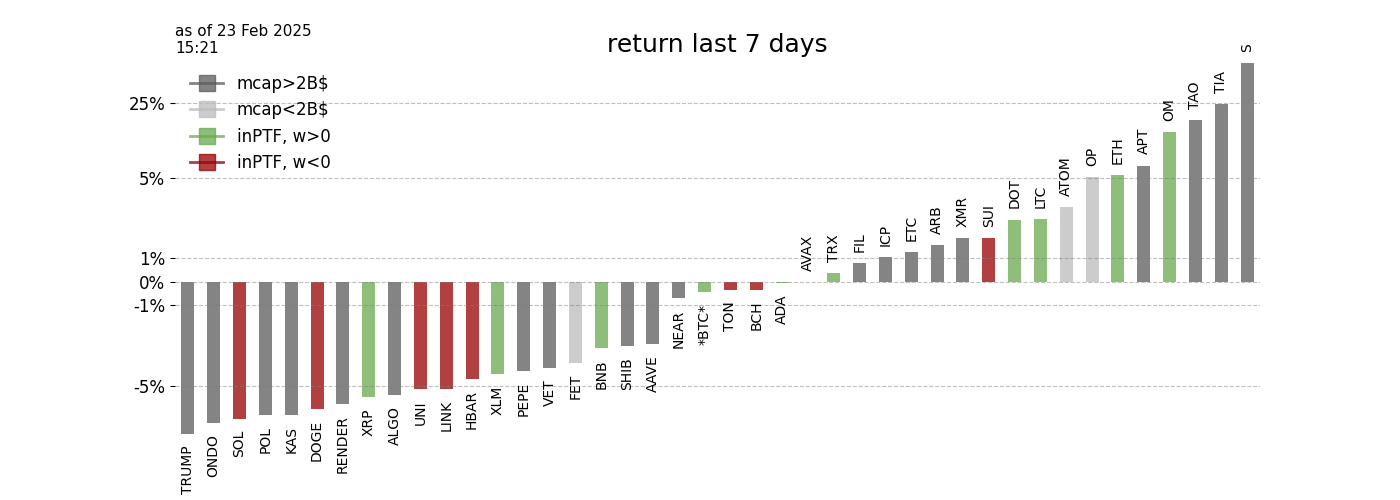 as of 23 Feb 2025
15:21
return last 7 days
mcap>2B$
mcap<2B$
inPTF, w>0
inPTF, w<0
25%
5%
1%
0%
-1%
-5%
TRUMP
ONDO
SOL
POL
KAS
DOGE
RENDER
XRP
ALGO
UNI
LINK
HBAR
XLM
PEPE
VET
FET
BNB
SHIB
AAVE
NEAR
*BTC*
TON
BCH
ADA
AVAX
TRX
FIL
ICP
ETC
ARB
XMR
SUI
DOT
LTC
ATOM
OP
ETH
APT
OM
TAO
TIA
S